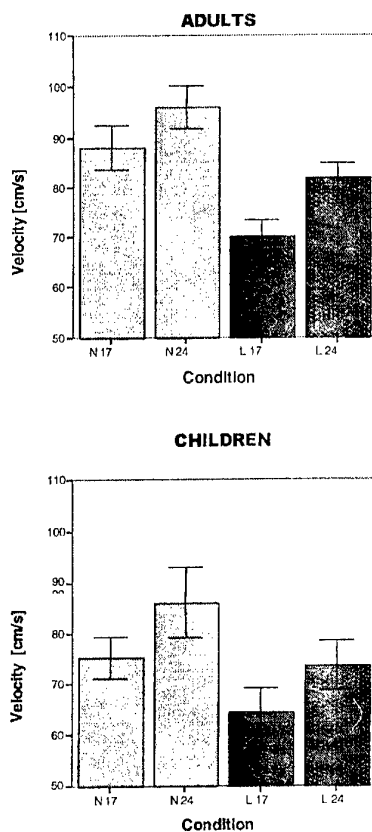 ADULTS
110
100
90
80
70
60
50
Velocity [cm/s]
N 17 N 24 L 17 L 24
Condition
CHILDREN
110
100
90
80
70
60
50
Velocity [cm/s]
N 17 N 24 L 17 L 24
Condition